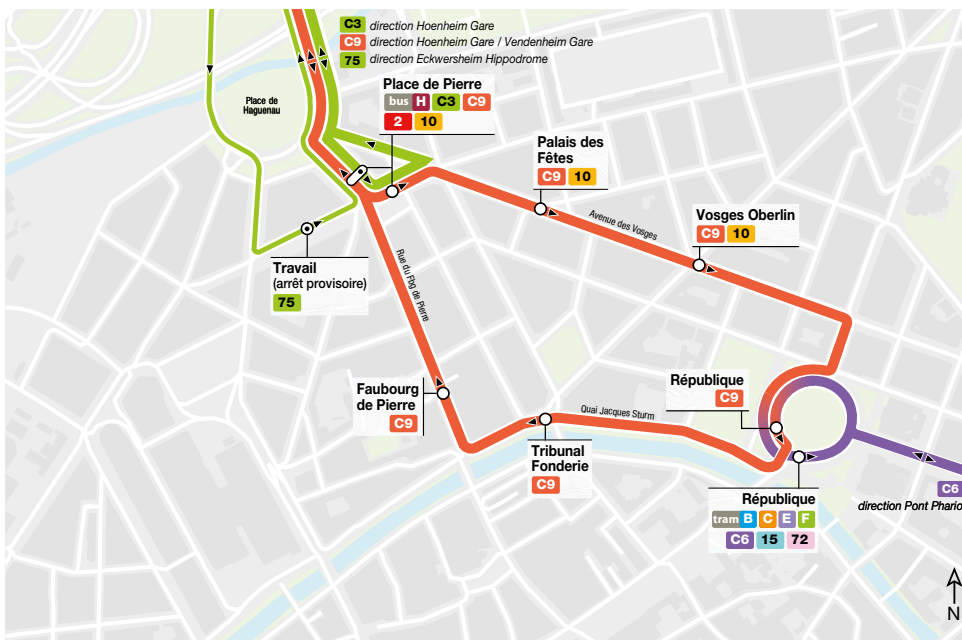 C3 direction Hoenheim Gare
C9 direction Hoenheim Gare / Vendenheim Gare
75 direction Eckwersheim Hippodrome
Place de Pierre
bus H C3 C9
2 10
Place de
Haguenau
Palais des
Fêtes
C9 10
Avenue des Vosges
Vosges Oberlin
C9 10
Travail
(arrêt provisoire)
75
Rue du Fbg de Pierre
Faubourg
de Pierre
C9
Quai Jacques Sturm
République
C9
Tribunal
Fonderie
C9
République
tram B C E F
C6 15 72
C6
direction Pont Phario
N